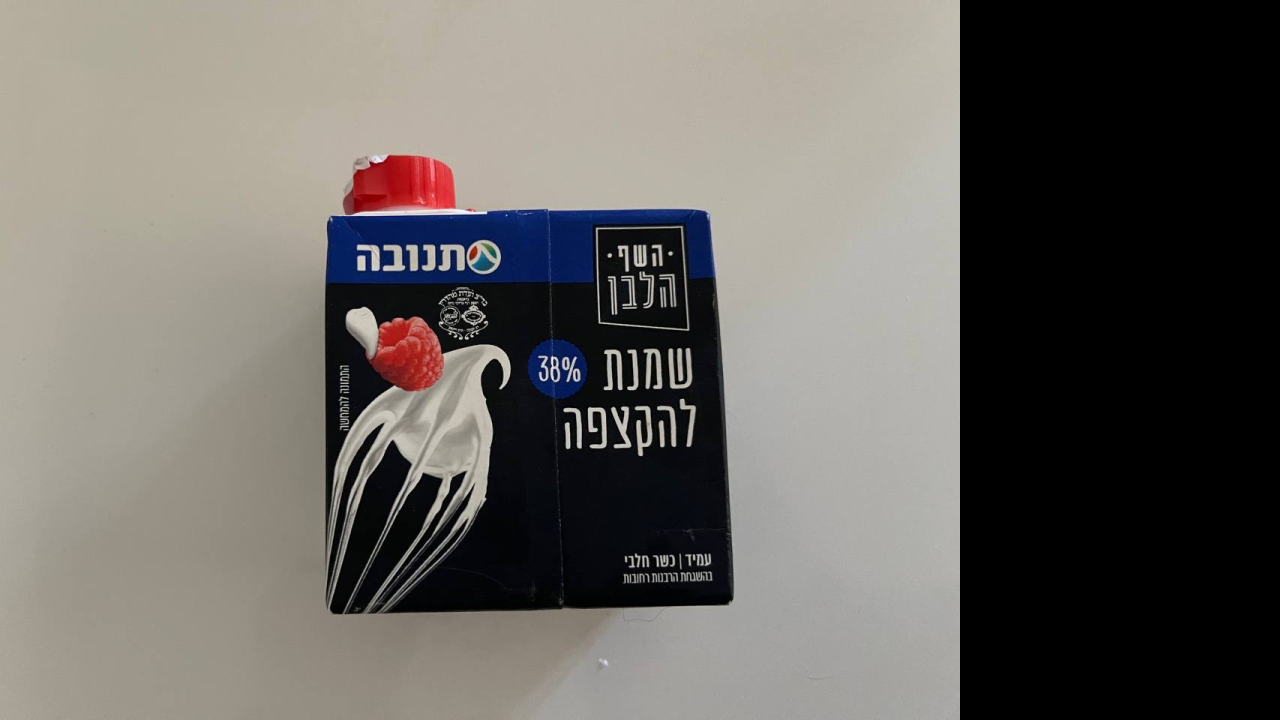 תנובה
השף
הלבן
שמנת
להקצפה
38%
התמונה להמחשה
עמיד | כשר חלבי
בהשגחת הרבנות רחובות